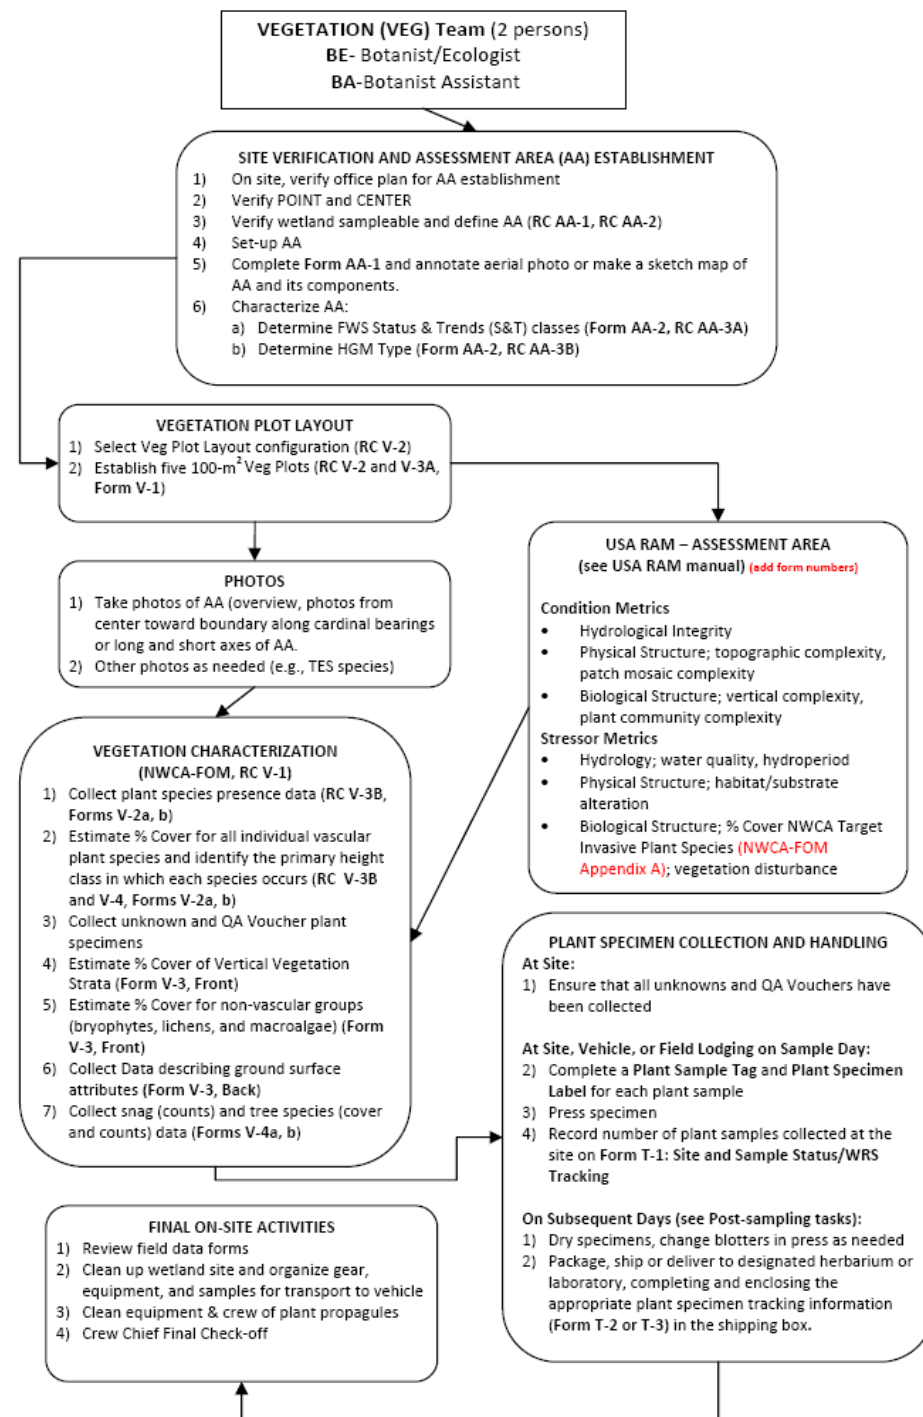 VEGETATION (VEG) Team (2 persons)
BE- Botanist/Ecologist
BA-Botanist Assistant
SITE VERIFICATION AND ASSESSMENT AREA (AA) ESTABLISHMENT
1) On site, verify office plan for AA establishment
2) Verify POINT and CENTER
3) Verify wetland sampleable and define AA (RC AA-1, RC AA-2)
4) Set-up AA
5) Complete Form AA-1 and annotate aerial photo or make a sketch map of
AA and its components.
6) Characterize AA:
a) Determine FWS Status & Trends (S&T) classes (Form AA-2, RC AA-3A)
b) Determine HGM Type (Form AA-2, RC AA-3B)
VEGETATION PLOT LAYOUT
1) Select Veg Plot Layout configuration (RC V-2)
2) Establish five 100-m² Veg Plots (RC V-2 and V-3A,
Form V-1)
PHOTOS
1) Take photos of AA (overview, photos from
center toward boundary along cardinal bearings
or long and short axes of AA.
2) Other photos as needed (e.g., TES species)
USA RAM – ASSESSMENT AREA
(see USA RAM manual) (add form numbers)
Condition Metrics
• Hydrological Integrity
• Physical Structure; topographic complexity,
patch mosaic complexity
• Biological Structure; vertical complexity,
plant community complexity
Stressor Metrics
• Hydrology; water quality, hydroperiod
• Physical Structure; habitat/substrate
alteration
• Biological Structure; % Cover NWCA Target
Invasive Plant Species (NWCA-FOM
Appendix A); vegetation disturbance
VEGETATION CHARACTERIZATION
(NWCA-FOM, RC V-1)
1) Collect plant species presence data (RC V-3B,
Forms V-2a, b)
2) Estimate % Cover for all individual vascular
plant species and identify the primary height
class in which each species occurs (RC V-3B
and V-4, Forms V-2a, b)
3) Collect unknown and QA Voucher plant
specimens
4) Estimate % Cover of Vertical Vegetation
Strata (Form V-3, Front)
5) Estimate % Cover for non-vascular groups
(bryophytes, lichens, and macroalgae) (Form
V-3, Front)
6) Collect Data describing ground surface
attributes (Form V-3, Back)
7) Collect snag (counts) and tree species (cover
and counts) data (Forms V-4a, b)
PLANT SPECIMEN COLLECTION AND HANDLING
At Site:
1) Ensure that all unknowns and QA Vouchers have
been collected
At Site, Vehicle, or Field Lodging on Sample Day:
2) Complete a Plant Sample Tag and Plant Specimen
Label for each plant sample
3) Press specimen
4) Record number of plant samples collected at the
site on Form T-1: Site and Sample Status/WRS
Tracking
On Subsequent Days (see Post-sampling tasks):
1) Dry specimens, change blotters in press as needed
2) Package, ship or deliver to designated herbarium or
laboratory, completing and enclosing the
appropriate plant specimen tracking information
(Form T-2 or T-3) in the shipping box.
FINAL ON-SITE ACTIVITIES
1) Review field data forms
2) Clean up wetland site and organize gear,
equipment, and samples for transport to vehicle
3) Clean equipment & crew of plant propagules
4) Crew Chief Final Check-off